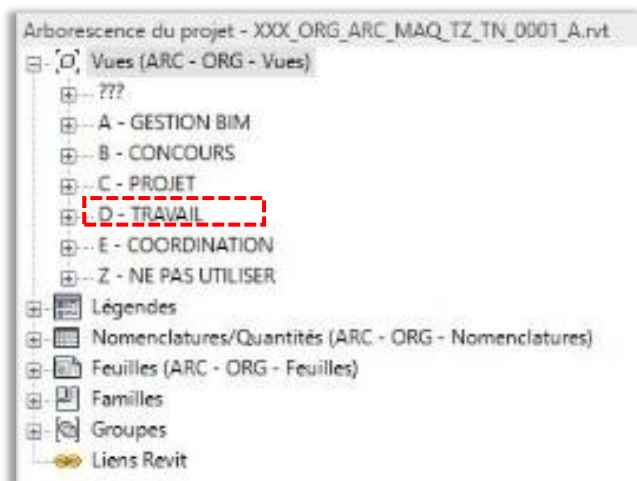 Arborescence du projet - XXX_ORG_ARC_MAQ_TZ_TN_0001_A.rvt
Vues (ARC - ORG - Vues)
???
A - GESTION BIM
B - CONCOURS
C - PROJET
D - TRAVAIL
E - COORDINATION
Z - NE PAS UTILISER
Légendes
Nomenclatures/Quantités (ARC - ORG - Nomenclatures)
Feuilles (ARC - ORG - Feuilles)
Familles
Groupes
Liens Revit